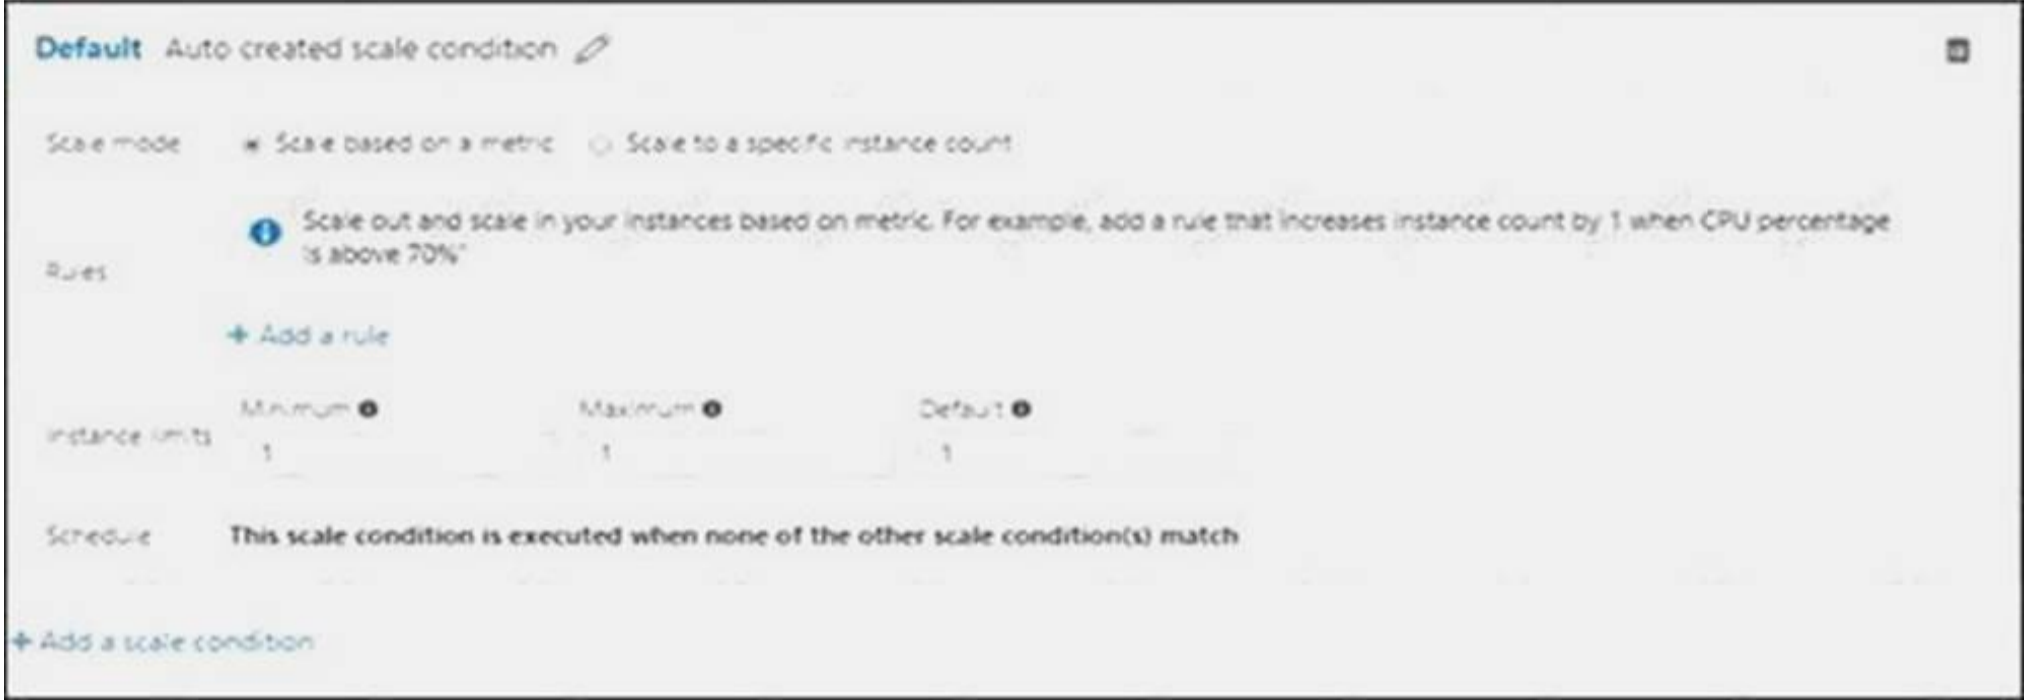 Default Auto created scale condition
Scale mode Scale based on a metric Scale to a specific instance count
Scale out and scale in your instances based on metric. For example, add a rule that increases instance count by 1 when CPU percentage
is above 70%"
Rules
+ Add a rule
Minimum Maximum Default
Instance limits
1 1 1
Schedule This scale condition is executed when none of the other scale condition(s) match
+ Add a scale condition